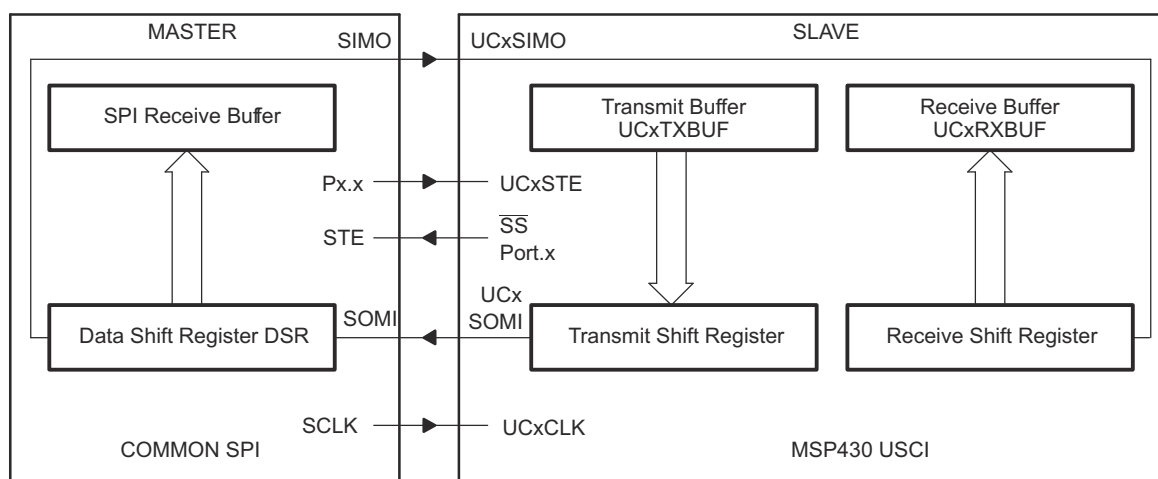 MASTER
SLAVE
SIMO
UCxSIMO
SPI Receive Buffer
Transmit Buffer
UCxTXBUF
Receive Buffer
UCxRXBUF
Px.x
UCxSTE
STE
SS
Port.x
SOMI
UCx
SOMI
Data Shift Register DSR
Transmit Shift Register
Receive Shift Register
SCLK
UCxCLK
COMMON SPI
MSP430 USCI